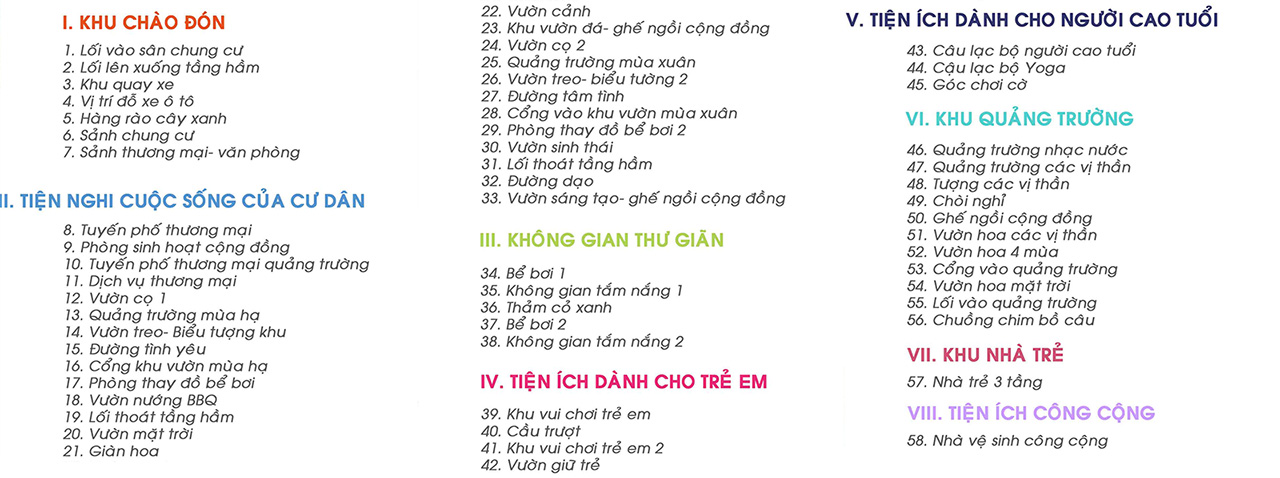 I. KHU CHÀO ĐÓN
1. Lối vào sân chung cư
2. Lối lên xuống tầng hầm
3. Khu quay xe
4. Vị trí đỗ xe ô tô
5. Hàng rào cây xanh
6. Sảnh chung cư
7. Sảnh thương mại- văn phòng
II. TIỆN NGHI CUỘC SỐNG CỦA CƯ DÂN
8. Tuyến phố thương mại
9. Phòng sinh hoạt cộng đồng
10. Tuyến phố thương mại quảng trường
11. Dịch vụ thương mại
12. Vườn cọ 1
13. Quảng trường mùa hạ
14. Vườn treo- Biểu tượng khu
15. Đường tình yêu
16. Cổng khu vườn mùa hạ
17. Phòng thay đồ bể bơi
18. Vườn nướng BBQ
19. Lối thoát tầng hầm
20. Vườn mặt trời
21. Giàn hoa
22. Vườn cảnh
23. Khu vườn đá- ghế ngồi cộng đồng
24. Vườn cọ 2
25. Quảng trường mùa xuân
26. Vườn treo- biểu tường 2
27. Đường tâm tình
28. Cổng vào khu vườn mùa xuân
29. Phòng thay đồ bể bơi 2
30. Vườn sinh thái
31. Lối thoát tầng hầm
32. Đường dạo
33. Vườn sáng tạo- ghế ngồi cộng đồng
III. KHÔNG GIAN THƯ GIÃN
34. Bể bơi 1
35. Không gian tắm nắng 1
36. Thảm cỏ xanh
37. Bể bơi 2
38. Không gian tắm nắng 2
IV. TIỆN ÍCH DÀNH CHO TRẺ EM
39. Khu vui chơi trẻ em
40. Cầu trượt
41. Khu vui chơi trẻ em 2
42. Vườn giữ trẻ
V. TIỆN ÍCH DÀNH CHO NGƯỜI CAO TUỔI
43. Câu lạc bộ người cao tuổi
44. Cậu lạc bộ Yoga
45. Góc chơi cờ
VI. KHU QUẢNG TRƯỜNG
46. Quảng trường nhạc nước
47. Quảng trường các vị thần
48. Tượng các vị thần
49. Chòi nghỉ
50. Ghế ngồi cộng đồng
51. Vườn hoa các vị thần
52. Vườn hoa 4 mùa
53. Cổng vào quảng trường
54. Vườn hoa mặt trời
55. Lối vào quảng trường
56. Chuồng chim bồ câu
VII. KHU NHÀ TRẺ
57. Nhà trẻ 3 tầng
VIII. TIỆN ÍCH CÔNG CỘNG
58. Nhà vệ sinh công cộng